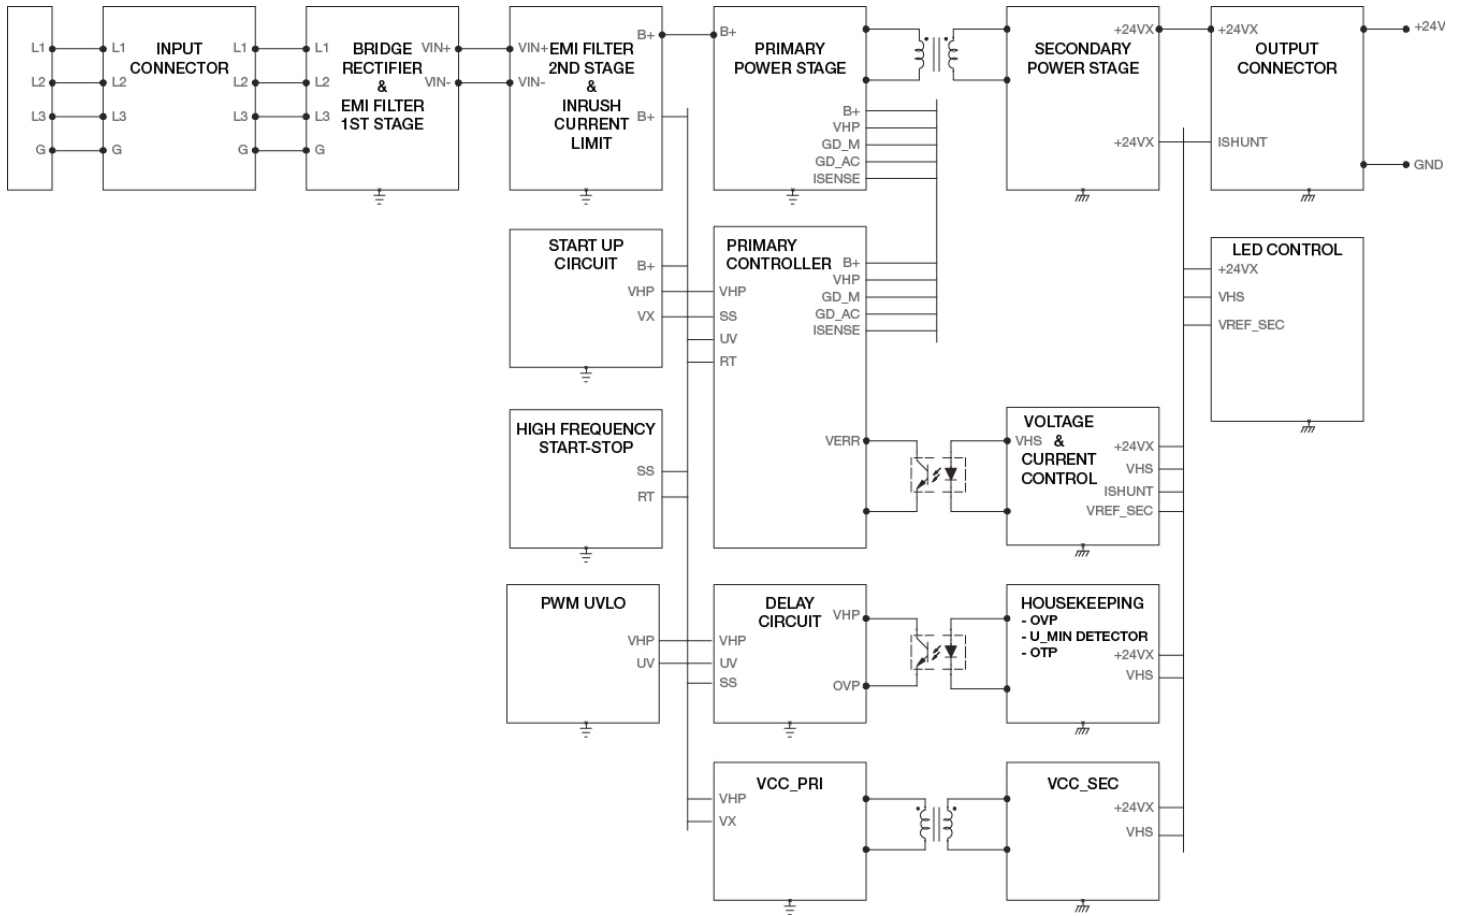 L1
L2
L3
G
INPUT
CONNECTOR
L1
L2
L3
G
L1
L2
L3
G
BRIDGE
RECTIFIER
&
EMI FILTER
1ST STAGE
L1
L2
L3
G
VIN+
VIN-
EMI FILTER
2ND STAGE
&
INRUSH
CURRENT
LIMIT
VIN+
VIN-
B+
B+
PRIMARY
POWER STAGE
B+
B+
VHP
GD_M
GD_AC
ISENSE
SECONDARY
POWER STAGE
+24VX
+24VX
OUTPUT
CONNECTOR
+24VX
ISHUNT
+24V
GND
START UP
CIRCUIT
B+
VHP
VX
PRIMARY
CONTROLLER
VHP
SS
UV
RT
B+
VHP
GD_M
GD_AC
ISENSE
VERR
LED CONTROL
+24VX
VHS
VREF_SEC
HIGH FREQUENCY
START-STOP
SS
RT
VOLTAGE
&
CURRENT
CONTROL
VHS
+24VX
VHS
ISHUNT
VREF_SEC
PWM UVLO
VHP
UV
DELAY
CIRCUIT
VHP
UV
SS
VHP
OVP
HOUSEKEEPING
- OVP
- U_MIN DETECTOR
- OTP
+24VX
VHS
VCC_PRI
VHP
VX
VCC_SEC
+24VX
VHS